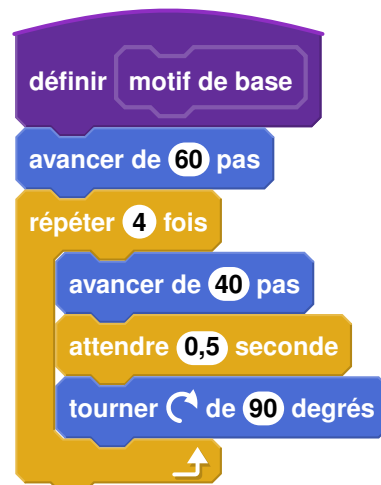 définir motif de base
avancer de 60 pas
répéter 4 fois
avancer de 40 pas
attendre 0,5 seconde
tourner de 90 degrés